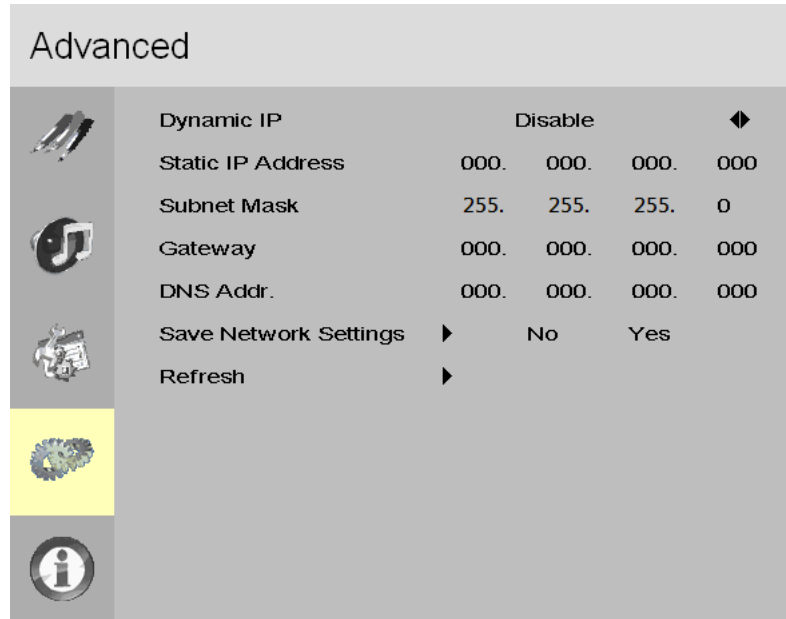 Advanced
Dynamic IP Disable
Static IP Address 000. 000. 000. 000
Subnet Mask 255. 255. 255. 0
Gateway 000. 000. 000. 000
DNS Addr. 000. 000. 000. 000
Save Network Settings No Yes
Refresh